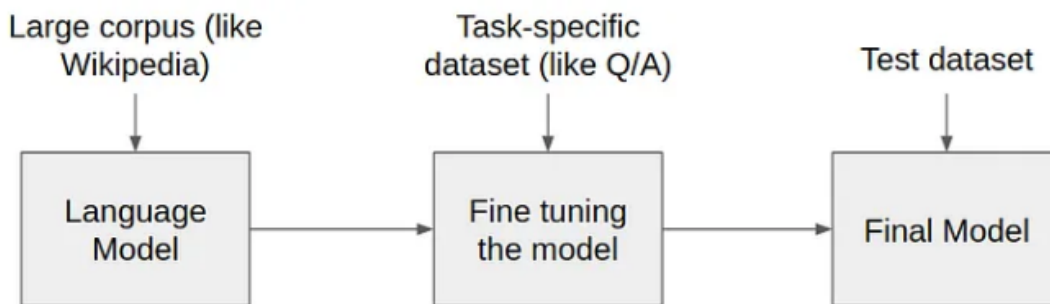 Large corpus (like
Wikipedia)
Task-specific
dataset (like Q/A)
Test dataset
Language
Model
Fine tuning
the model
Final Model